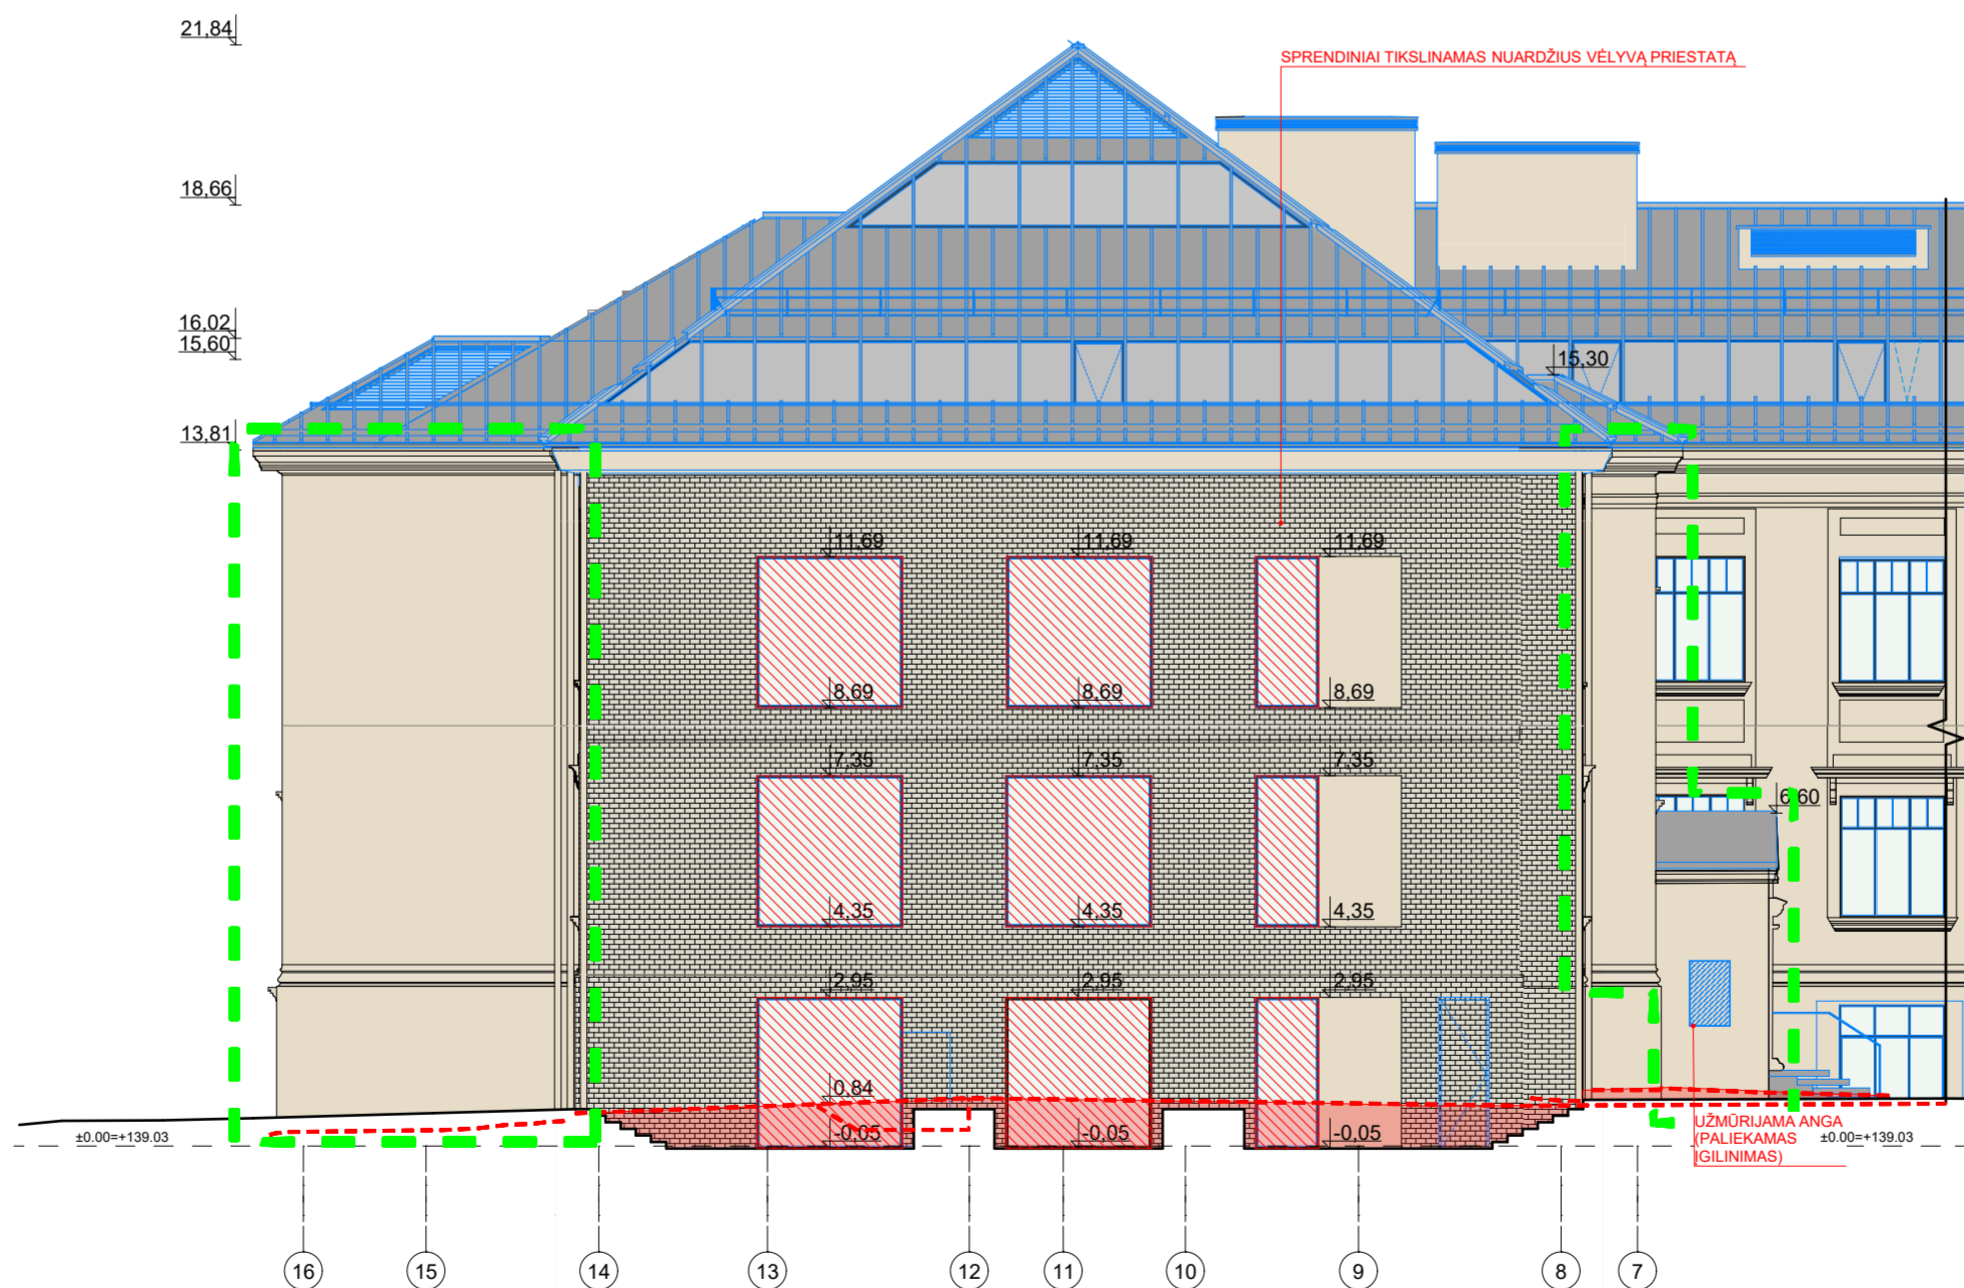 21,84
SPRENDINIAI TIKSLINAMAS NUARDŽIUS VĖLYVĄ PRIESTATĄ
18,66
16,02
15,60
15,30
13,81
11,69 11,69 11,69
8,69 8,69 8,69
7,35 7,35 7,35
6,60
4,35 4,35 4,35
2,95 2,95 2,95
0,84
-0,05 -0,05 -0,05
±0.00=+139.03
UŽMŪRIJAMA ANGA
(PALIEKAMAS
ĮGILINIMAS)
±0.00=+139.03
16 15 14 13 12 11 10 9 8 7